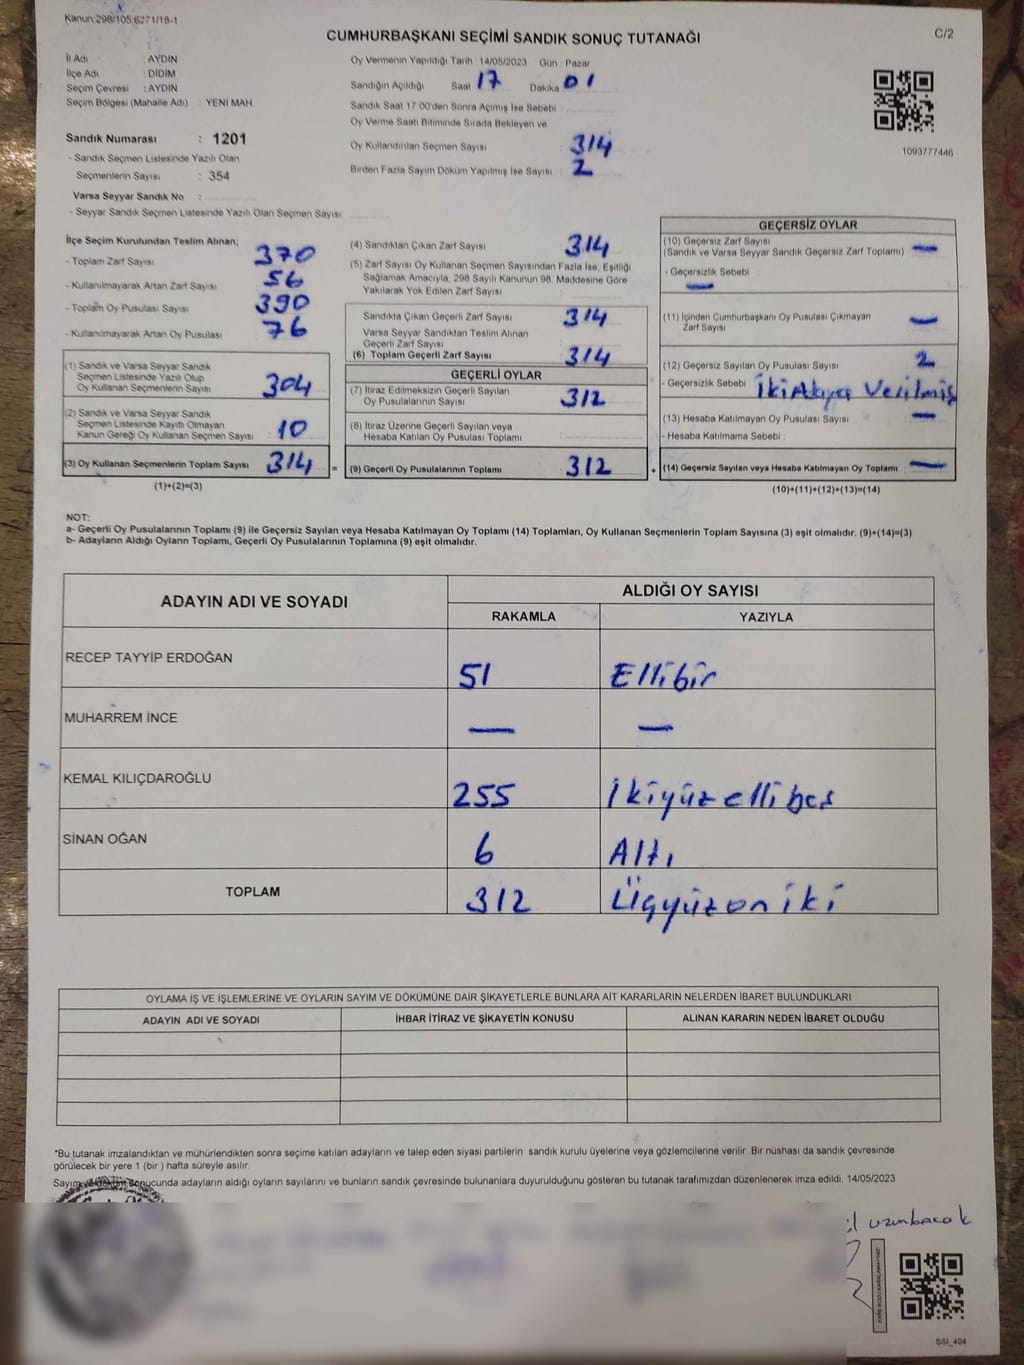 Kanun:298/105,6271/18-1
C/2
CUMHURBAŞKANI SEÇİMİ SANDIK SONUÇ TUTANAĞI
İl Adı : AYDIN
İlçe Adı : DİDİM
Seçim Çevresi : AYDIN
Seçim Bölgesi (Mahalle Adı) : YENİ MAH
Sandık Numarası : 1201
- Sandık Seçmen Listesinde Yazılı Olan
Seçmenlerin Sayısı : 354
Varsa Seyyar Sandık No :
- Seyyar Sandık Seçmen Listesinde Yazılı Olan Seçmen Sayısı
Oy Vermenin Yapıldığı Tarih : 14/05/2023 Gün : Pazar
Sandığın Açıldığı Saat 17 Dakika 01
Sandık Saat 17:00'den Sonra Açılmış İse Sebebi :
Oy Verme Saati Bitiminde Sırada Bekleyen ve
Oy Kullandırılan Seçmen Sayısı : 314
Birden Fazla Sayım Döküm Yapılmış İse Sayısı : 2
1093777446
İlçe Seçim Kurulundan Teslim Alınan;
- Toplam Zarf Sayısı : 370
- Kullanılmayarak Artan Zarf Sayısı : 56
- Toplam Oy Pusulası Sayısı : 390
- Kullanılmayarak Artan Oy Pusulası : 76
(1) Sandık ve Varsa Seyyar Sandık
Seçmen Listesinde Yazılı Olup
Oy Kullanan Seçmenlerin Sayısı : 304
(2) Sandık ve Varsa Seyyar Sandık
Seçmen Listesinde Kayıtlı Olmayan
Kanun Gereği Oy Kullanan Seçmen Sayısı : 10
(3) Oy Kullanan Seçmenlerin Toplam Sayısı : 314
(1)+(2)=(3)
(4) Sandıktan Çıkan Zarf Sayısı : 314
(5) Zarf Sayısı Oy Kullanan Seçmen Sayısından Fazla İse, Eşitliği
Sağlamak Amacıyla, 298 Sayılı Kanunun 98. Maddesine Göre
Yakılarak Yok Edilen Zarf Sayısı :
Sandıkta Çıkan Geçerli Zarf Sayısı : 314
Varsa Seyyar Sandıktan Teslim Alınan
Geçerli Zarf Sayısı :
(6) Toplam Geçerli Zarf Sayısı : 314
GEÇERLİ OYLAR
(7) İtiraz Edilmeksizin Geçerli Sayılan
Oy Pusulalarının Sayısı : 312
(8) İtiraz Üzerine Geçerli Sayılan veya
Hesaba Katılan Oy Pusulası Toplamı :
=
(9) Geçerli Oy Pusulalarının Toplamı : 312
+
GEÇERSİZ OYLAR
(10) Geçersiz Zarf Sayısı
(Sandık ve Varsa Seyyar Sandık Geçersiz Zarf Toplamı) : —
- Geçersizlik Sebebi :
—
(11) İçinden Cumhurbaşkanı Oy Pusulası Çıkmayan
Zarf Sayısı : —
(12) Geçersiz Sayılan Oy Pusulası Sayısı : 2
- Geçersizlik Sebebi : İki Adaya Verilmiş
(13) Hesaba Katılmayan Oy Pusulası Sayısı : —
- Hesaba Katılmama Sebebi :
(14) Geçersiz Sayılan veya Hesaba Katılmayan Oy Toplamı : —
(10)+(11)+(12)+(13)=(14)
NOT:
a- Geçerli Oy Pusulalarının Toplamı (9) ile Geçersiz Sayılan veya Hesaba Katılmayan Oy Toplamı (14) Toplamları, Oy Kullanan Seçmenlerin Toplam Sayısına (3) eşit olmalıdır. (9)+(14)=(3)
b- Adayların Aldığı Oyların Toplamı, Geçerli Oy Pusulalarının Toplamına (9) eşit olmalıdır.
ADAYIN ADI VE SOYADI
ALDIĞI OY SAYISI
RAKAMLA YAZIYLA
RECEP TAYYİP ERDOĞAN 51 Ellibir
MUHARREM İNCE — —
KEMAL KILIÇDAROĞLU 255 İkiyüzellibeş
SİNAN OĞAN 6 Altı
TOPLAM 312 Üçyüzoniki
OYLAMA İŞ VE İŞLEMLERİNE VE OYLARIN SAYIM VE DÖKÜMÜNE DAİR ŞİKAYETLERLE BUNLARA AİT KARARLARIN NELERDEN İBARET BULUNDUKLARI
ADAYIN ADI VE SOYADI İHBAR İTİRAZ VE ŞİKAYETİN KONUSU ALINAN KARARIN NEDEN İBARET OLDUĞU
*Bu tutanak imzalandıktan ve mühürlendikten sonra seçime katılan adayların ve talep eden siyasi partilerin sandık kurulu üyelerine veya gözlemcilerine verilir. Bir nüshası da sandık çevresinde
görülecek bir yere 1 (bir ) hafta süreyle asılır.
Sayım ve döküm sonucunda adayların aldığı oyların sayılarını ve bunların sandık çevresinde bulunanlara duyurulduğunu gösteren bu tutanak tarafımızdan düzenlenerek imza edildi. 14/05/2023
uzunbacak
SSI_404